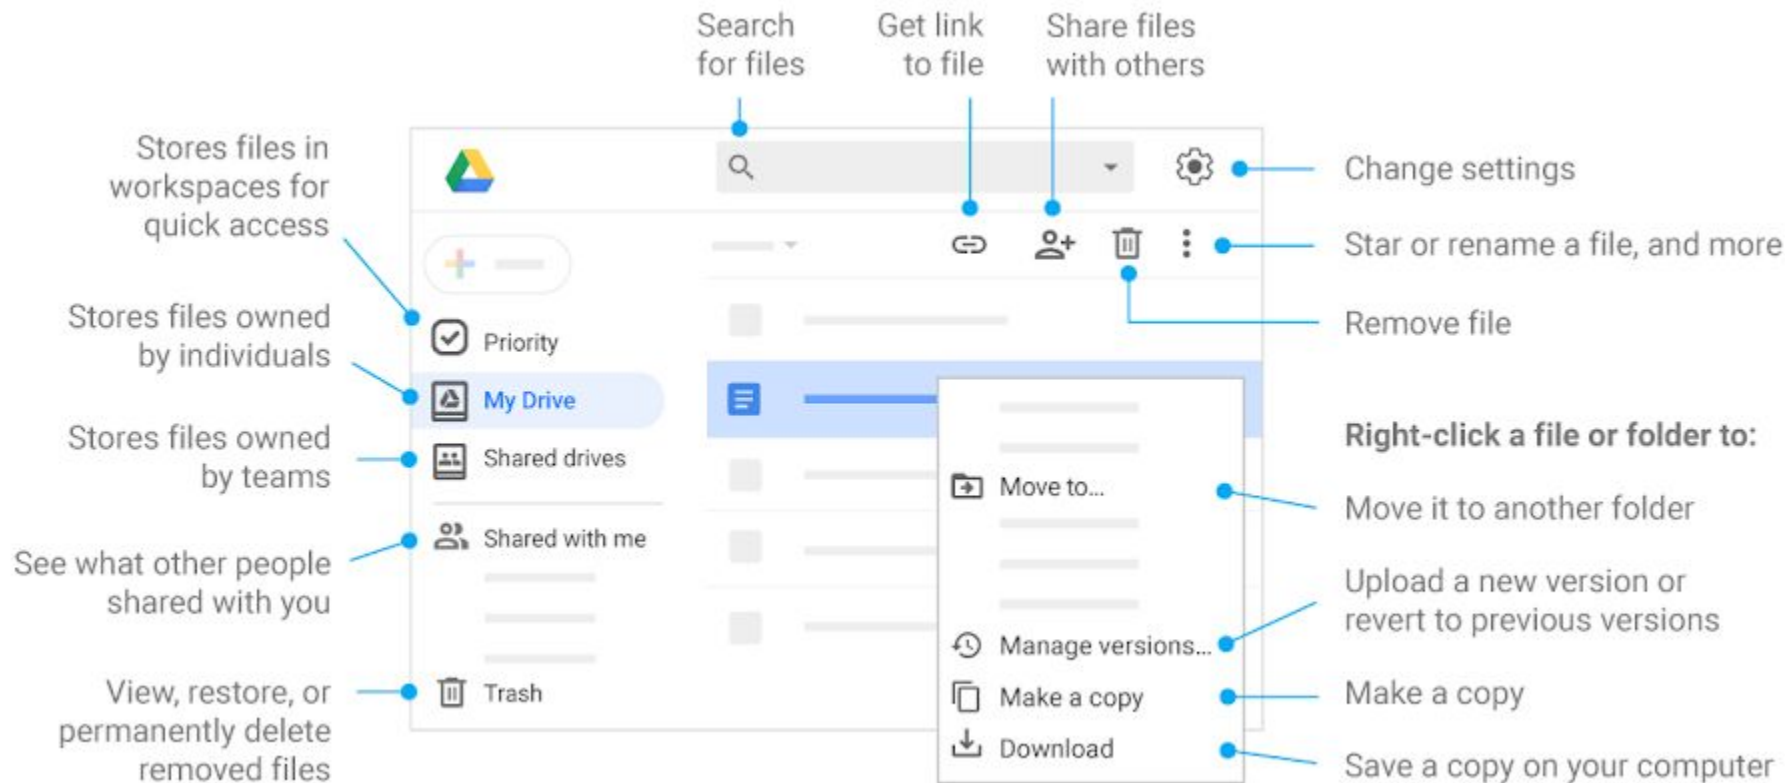 Search
for files
Get link
to file
Share files
with others
Stores files in
workspaces for
quick access
Change settings
Star or rename a file, and more
Stores files owned
by individuals
Remove file
Priority
My Drive
Stores files owned
by teams
Shared drives
Right-click a file or folder to:
Move to...
Move it to another folder
See what other people
shared with you
Shared with me
Upload a new version or
revert to previous versions
Manage versions...
View, restore, or
permanently delete
removed files
Trash
Make a copy
Make a copy
Download
Save a copy on your computer